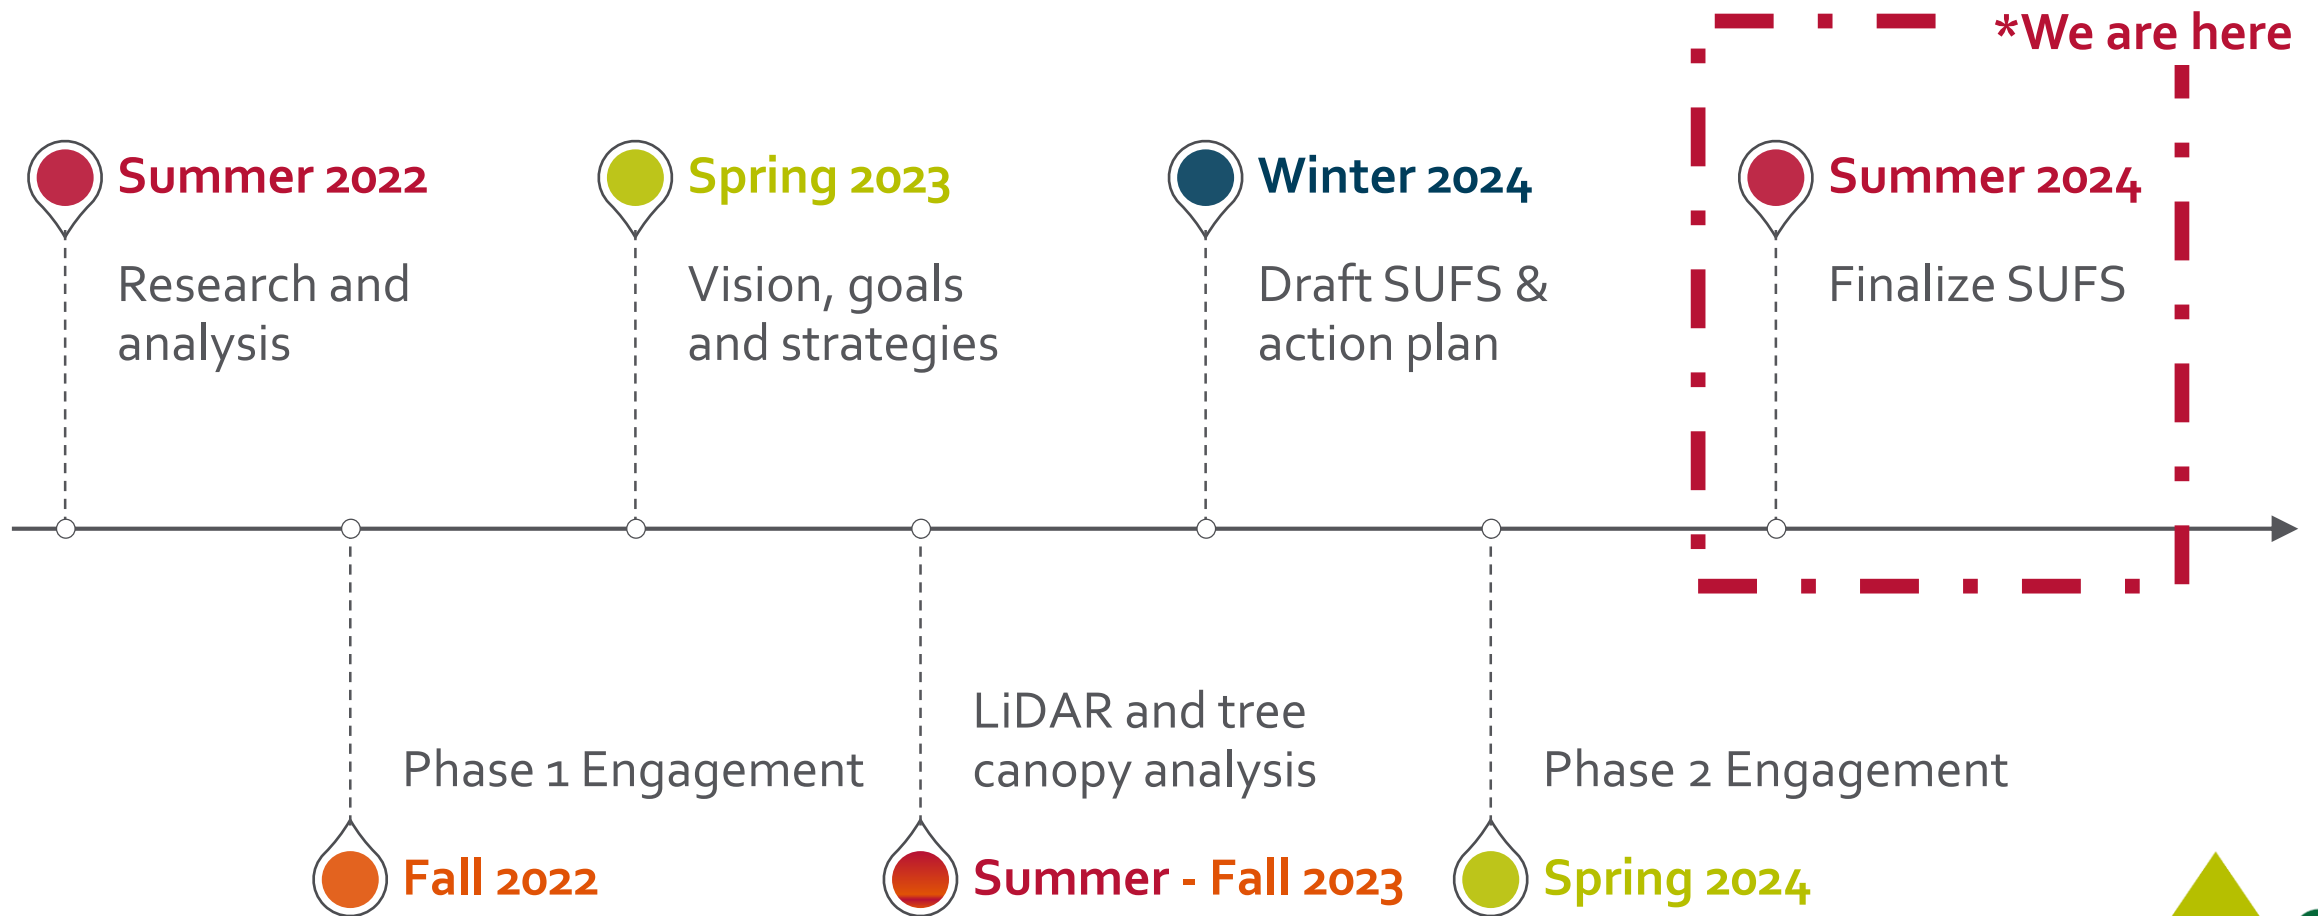 *We are here
Summer 2022
Research and
analysis
Spring 2023
Vision, goals
and strategies
Winter 2024
Draft SUFS &
action plan
Summer 2024
Finalize SUFS
Phase 1 Engagement
Fall 2022
LiDAR and tree
canopy analysis
Summer - Fall 2023
Phase 2 Engagement
Spring 2024